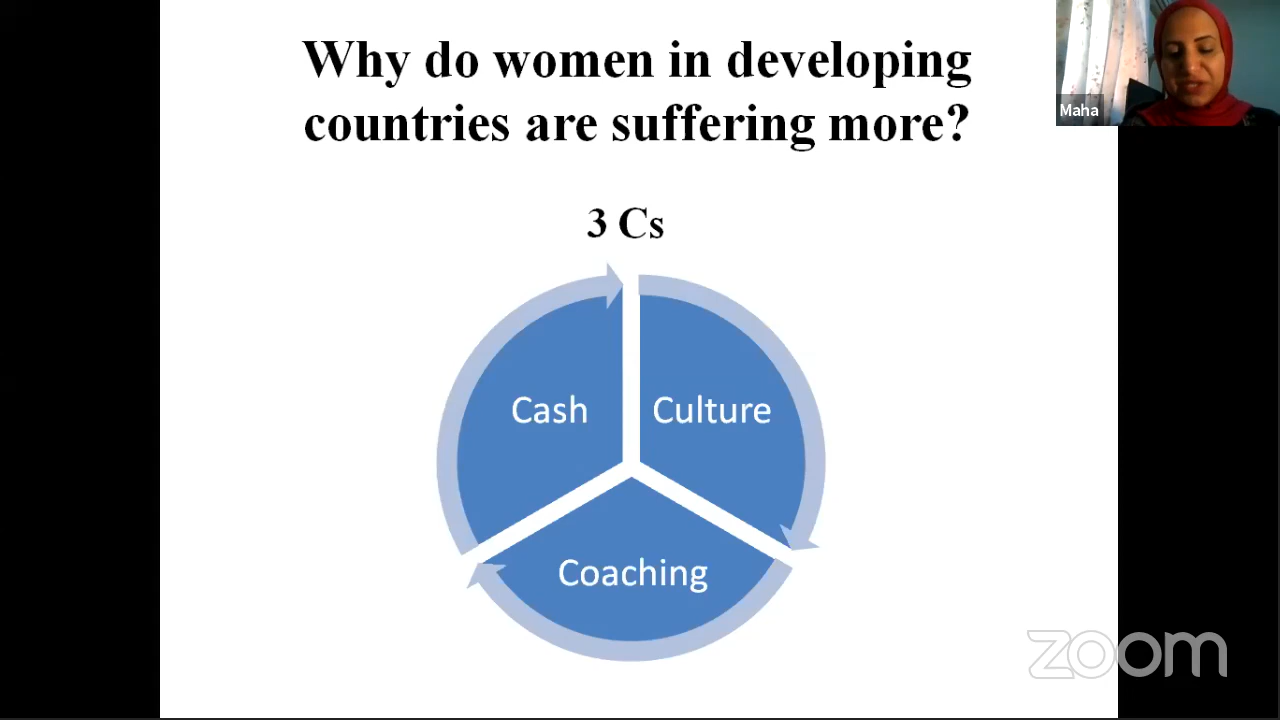 Why do women in developing
countries are suffering more?
Maha
3 Cs
Cash
Culture
Coaching
zoom